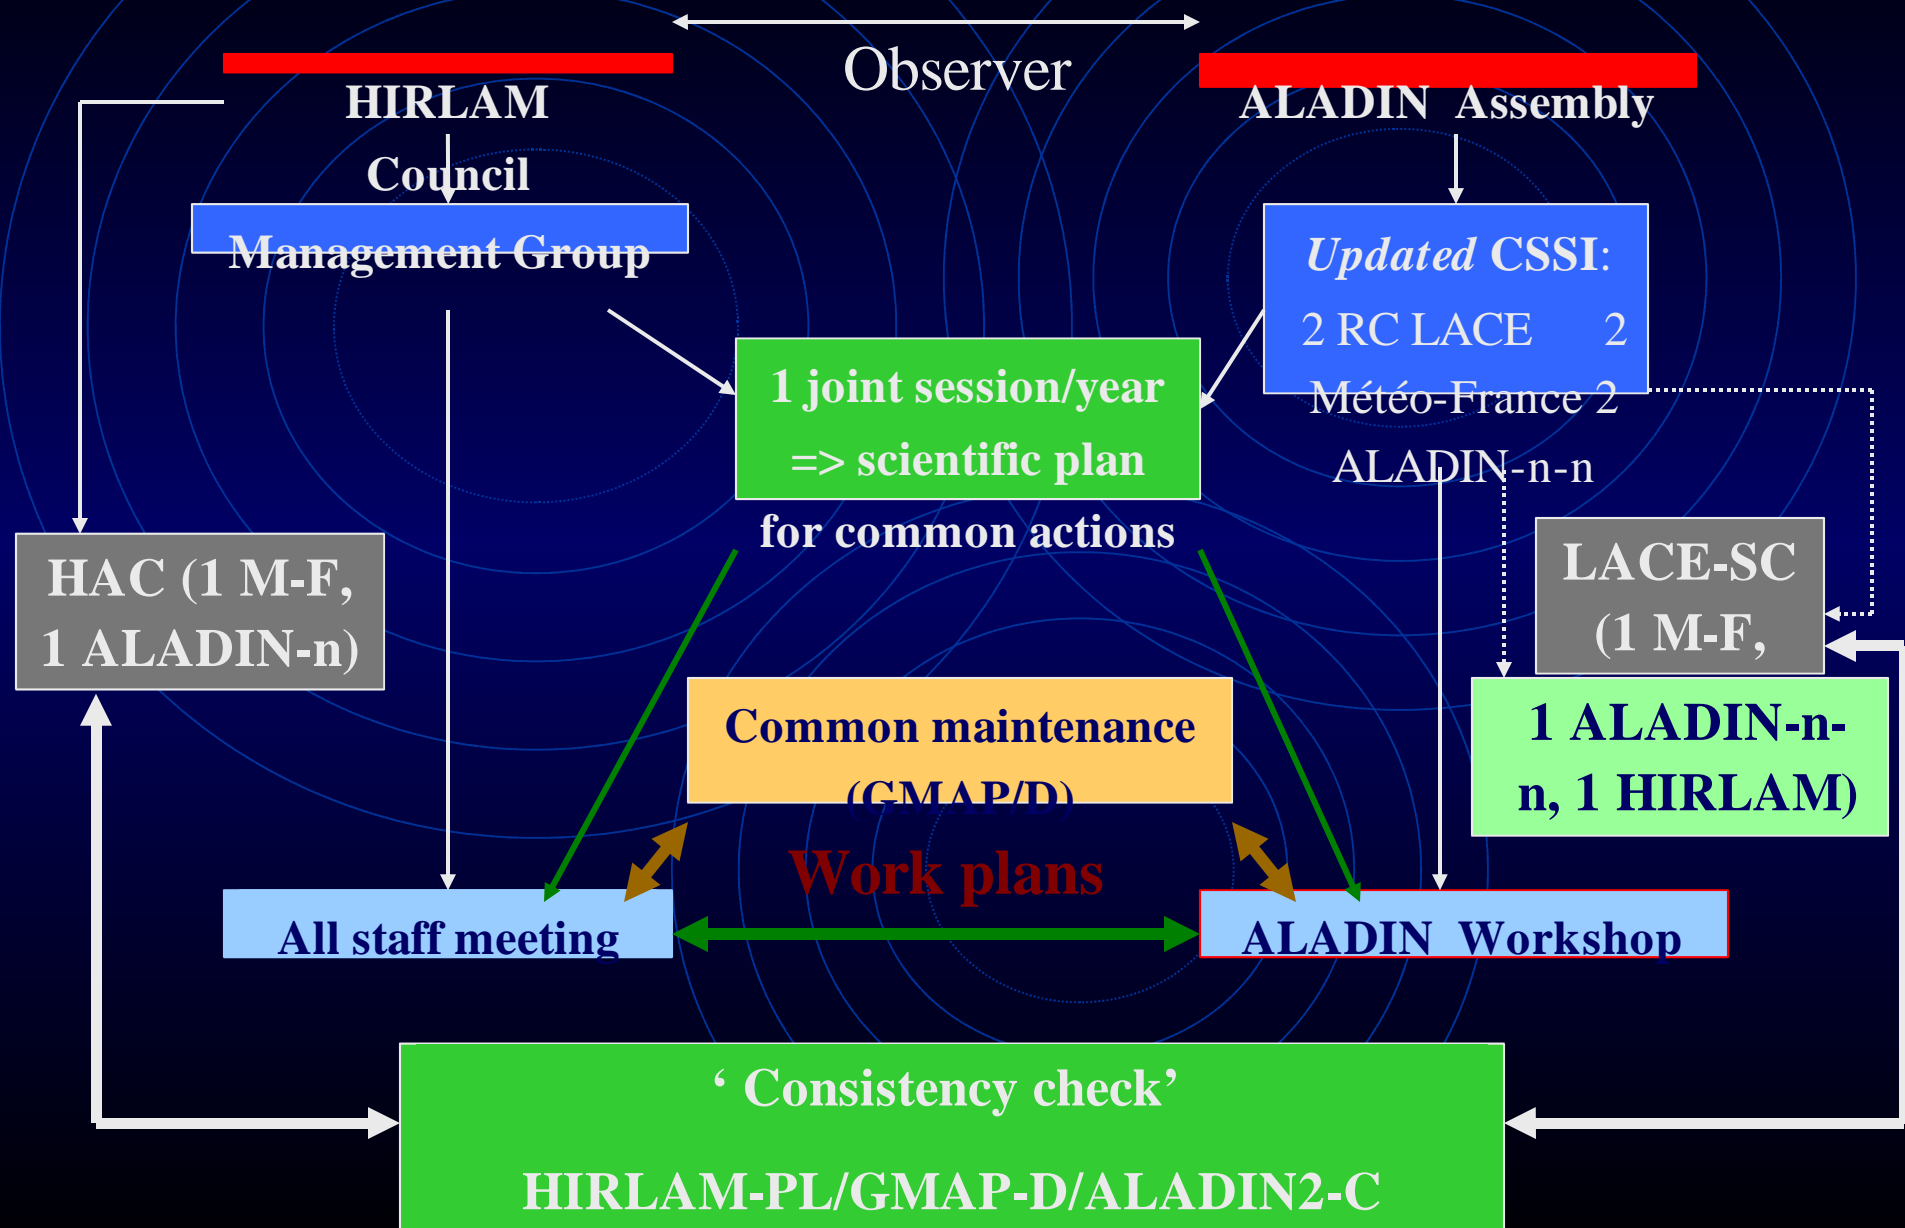 Observer
HIRLAM
Council
ALADIN Assembly
Management Group
Updated CSSI:
2 RC LACE 2
Météo-France 2
ALADIN-n-n
1 joint session/year
=> scientific plan
for common actions
HAC (1 M-F,
1 ALADIN-n)
LACE-SC
(1 M-F,
1 ALADIN-n-
n, 1 HIRLAM)
Common maintenance
(GMAP/D)
Work plans
All staff meeting
ALADIN Workshop
‘ Consistency check’
HIRLAM-PL/GMAP-D/ALADIN2-C